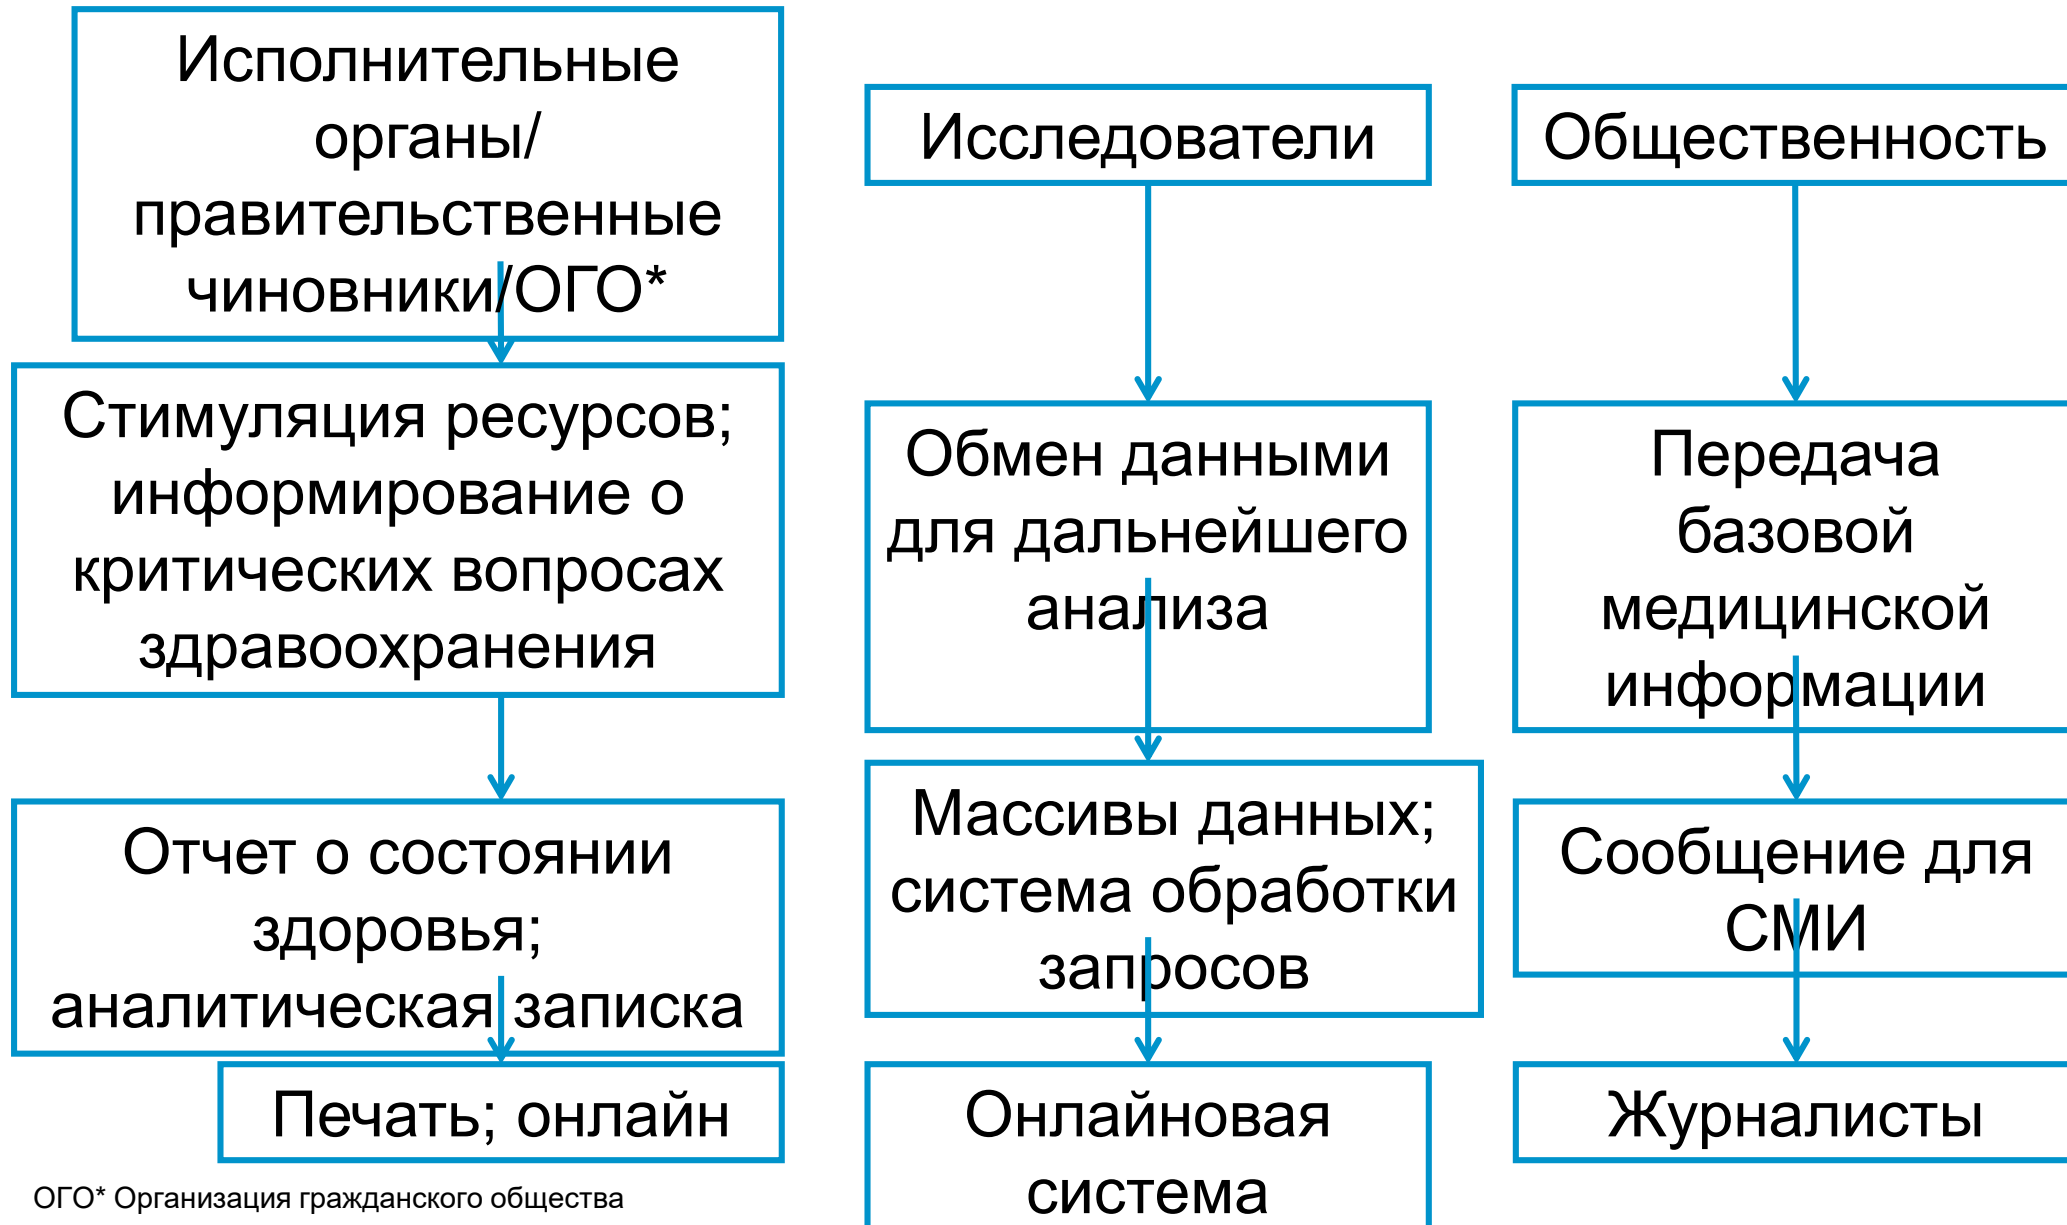 Исполнительные
органы/
правительственные
чиновники/ОГО*
Стимуляция ресурсов;
информирование о
критических вопросах
здравоохранения
Отчет о состоянии
здоровья;
аналитическая записка
Печать; онлайн
Исследователи
Обмен данными
для дальнейшего
анализа
Массивы данных;
система обработки
запросов
Онлайновая
система
Общественность
Передача
базовой
медицинской
информации
Сообщение для
СМИ
Журналисты
ОГО* Организация гражданского общества